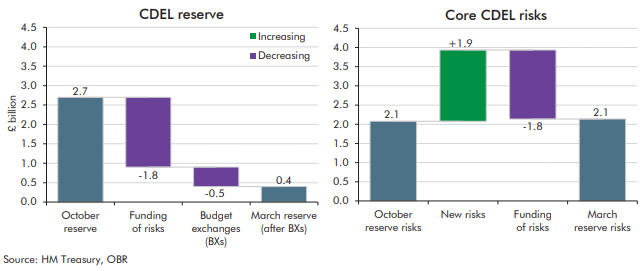 CDEL reserve
£ billion
4.5
4.0
3.5
3.0
2.5
2.0
1.5
1.0
0.5
0.0
Increasing
Decreasing
2.7
-1.8
-0.5
0.4
October
reserve
Funding
of risks
Budget
exchanges
(BXs)
March reserve
(after BXs)
Core CDEL risks
4.5
4.0
3.5
3.0
2.5
2.0
1.5
1.0
0.5
0.0
2.1
+1.9
-1.8
2.1
October
reserve risks
New risks
Funding
of risks
March
reserve risks
Source: HM Treasury, OBR